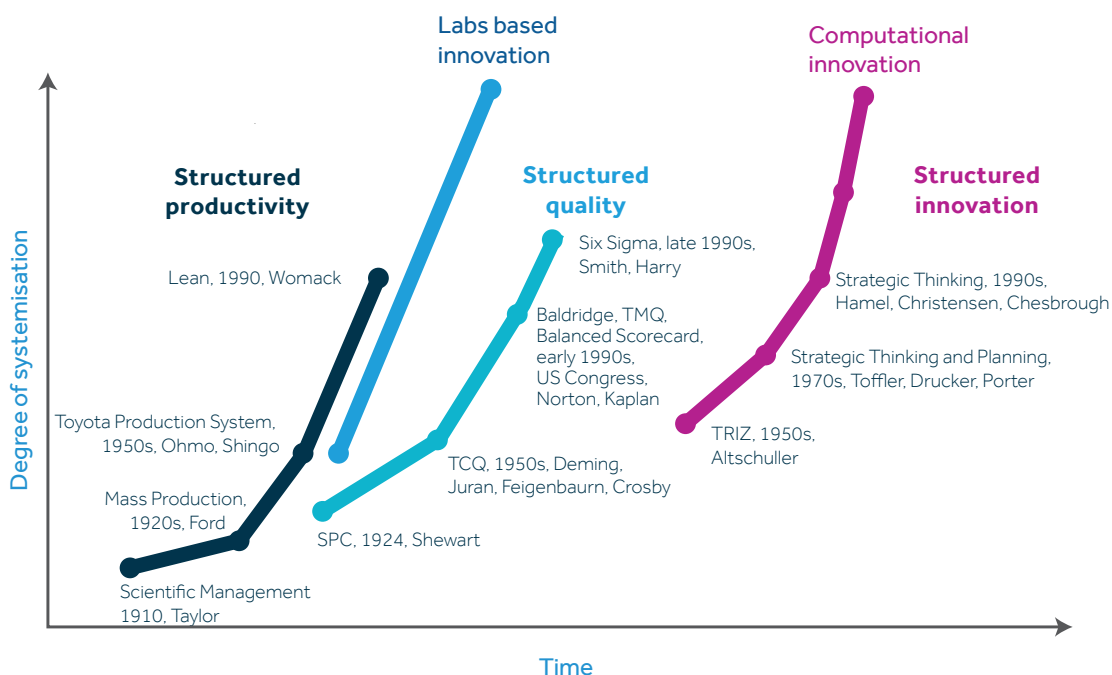 Labs based
innovation
Computational
innovation
Structured
productivity
Structured
quality
Structured
innovation
Degree of systemisation
Lean, 1990, Womack
Six Sigma, late 1990s,
Smith, Harry
Strategic Thinking, 1990s,
Hamel, Christensen, Chesbrough
Baldridge, TMQ,
Balanced Scorecard,
early 1990s,
US Congress,
Norton, Kaplan
Strategic Thinking and Planning,
1970s, Toffler, Drucker, Porter
Toyota Production System,
1950s, Ohmo, Shingo
TRIZ, 1950s,
Altschuller
TCQ, 1950s, Deming,
Juran, Feigenbaurn, Crosby
Mass Production,
1920s, Ford
SPC, 1924, Shewart
Scientific Management
1910, Taylor
Time